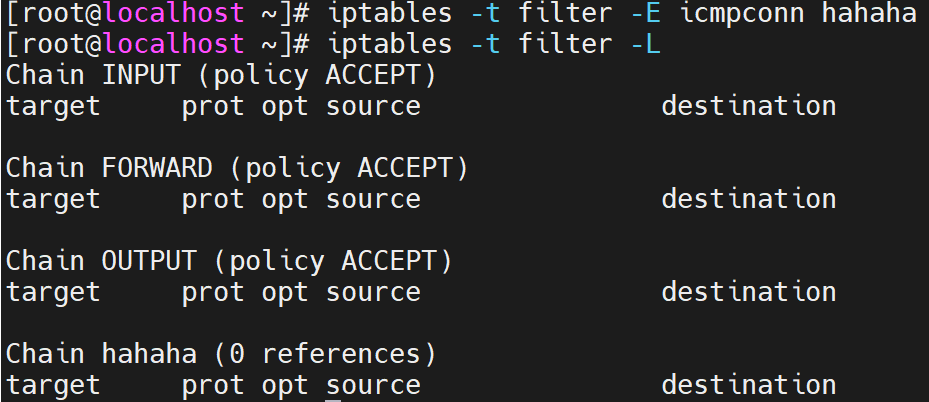 [root@localhost ~]# iptables -t filter -E icmpconn hahaha
[root@localhost ~]# iptables -t filter -L
Chain INPUT (policy ACCEPT)
target     prot opt source               destination

Chain FORWARD (policy ACCEPT)
target     prot opt source               destination

Chain OUTPUT (policy ACCEPT)
target     prot opt source               destination

Chain hahaha (0 references)
target     prot opt source               destination